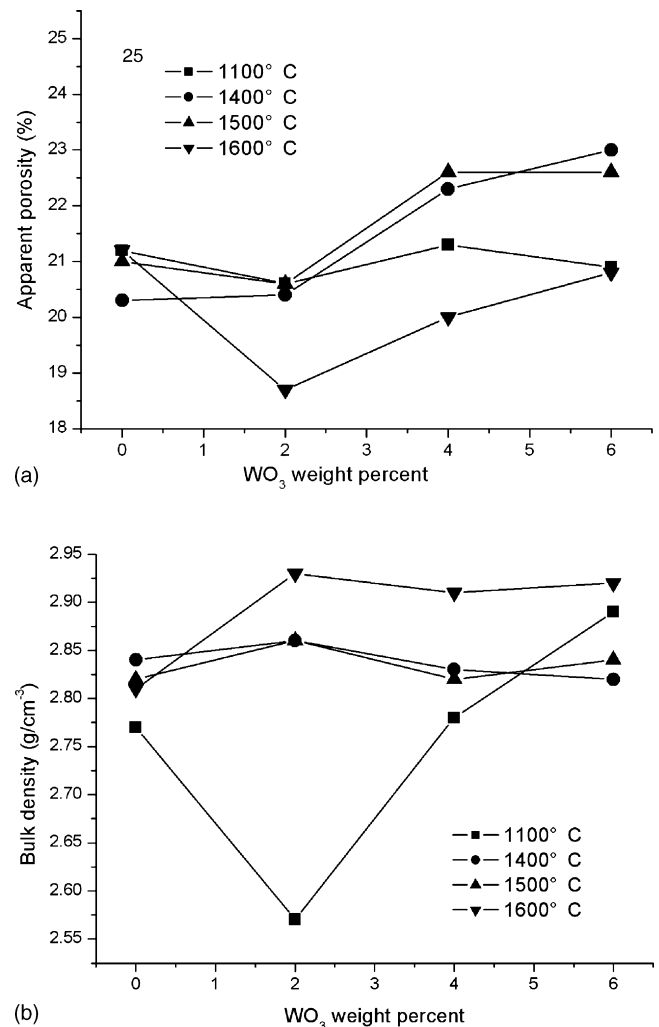 25
25
24
23
22
21
20
19
18
Apparent porosity (%)
1100° C
1400° C
1500° C
1600° C
0 1 2 3 4 5 6
WO3 weight percent
(a)
2.95
2.90
2.85
2.80
2.75
2.70
2.65
2.60
2.55
Bulk density (g/cm-3)
1100° C
1400° C
1500° C
1600° C
0 1 2 3 4 5 6
WO3 weight percent
(b)